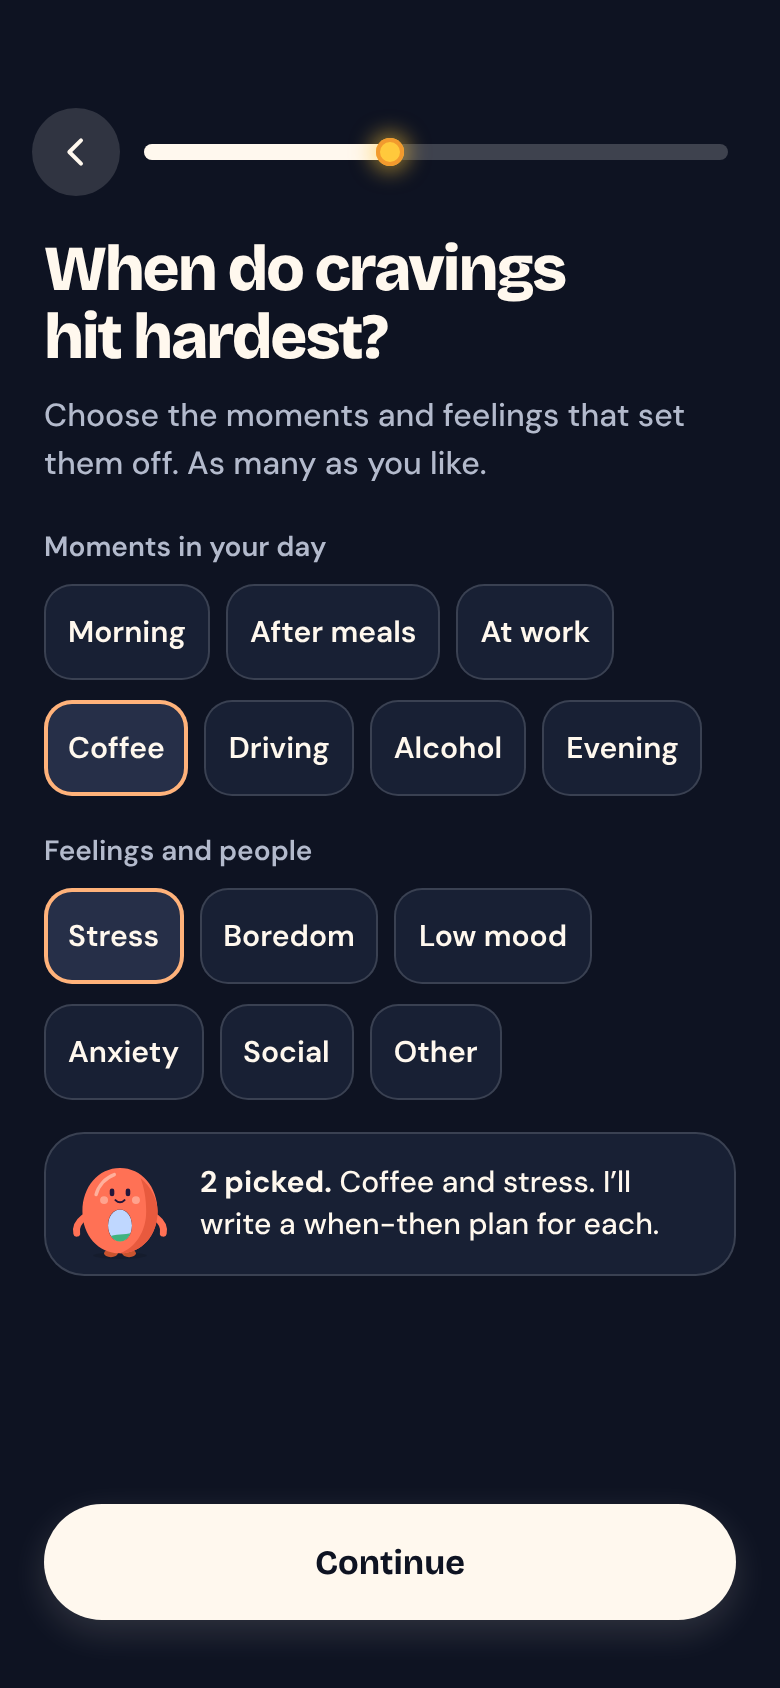 When do cravings
hit hardest?
Choose the moments and feelings that set
them off. As many as you like.
Moments in your day
Morning After meals At work
Coffee Driving Alcohol Evening
Feelings and people
Stress Boredom Low mood
Anxiety Social Other
2 picked. Coffee and stress. I’ll
write a when–then plan for each.
Continue